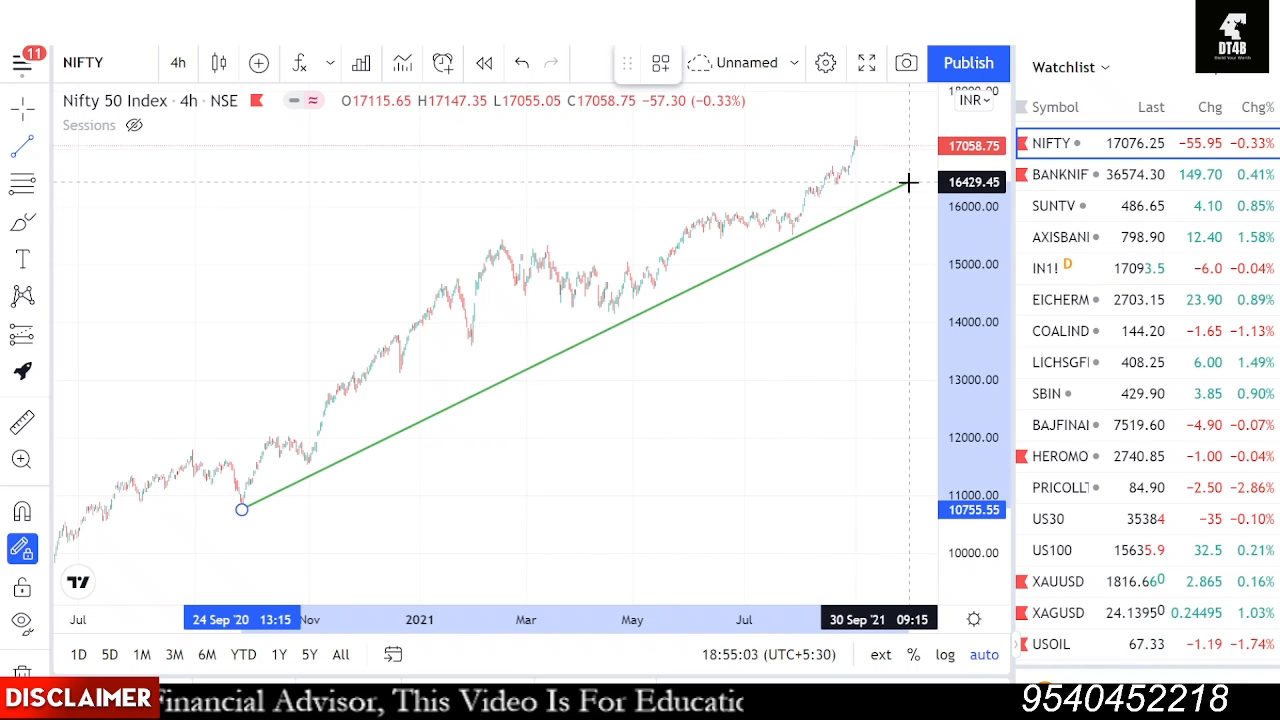 DT4B
Build Your Worth
11
NIFTY
4h
Unnamed
Publish
Watchlist
Nifty 50 Index · 4h · NSE
O17115.65 H17147.35 L17055.05 C17058.75 −57.30 (−0.33%)
Sessions
18000.00
INR
17058.75
16429.45
16000.00
15000.00
14000.00
13000.00
12000.00
11000.00
10755.55
10000.00
Symbol Last Chg Chg%
NIFTY 17076.25 −55.95 −0.33%
BANKNIF 36574.30 149.70 0.41%
SUNTV 486.65 4.10 0.85%
AXISBANI 798.90 12.40 1.58%
IN1! D 17093.5 −6.0 −0.04%
EICHERM 2703.15 23.90 0.89%
COALIND 144.20 −1.65 −1.13%
LICHSGFI 408.25 6.00 1.49%
SBIN 429.90 3.85 0.90%
BAJFINAI 7519.60 −4.90 −0.07%
HEROMO 2740.85 −1.00 −0.04%
PRICOLLT 84.90 −2.50 −2.86%
US30 35384 −35 −0.10%
US100 15635.9 32.5 0.21%
XAUUSD 1816.660 2.865 0.16%
XAGUSD 24.13950 0.24495 1.03%
USOIL 67.33 −1.19 −1.74%
Jul 24 Sep '20 13:15 Nov 2021 Mar May Jul 30 Sep '21 09:15
1D 5D 1M 3M 6M YTD 1Y 5Y All
18:55:03 (UTC+5:30) ext % log auto
DISCLAIMER
Financial Advisor, This Video Is For Educatic
9540452218